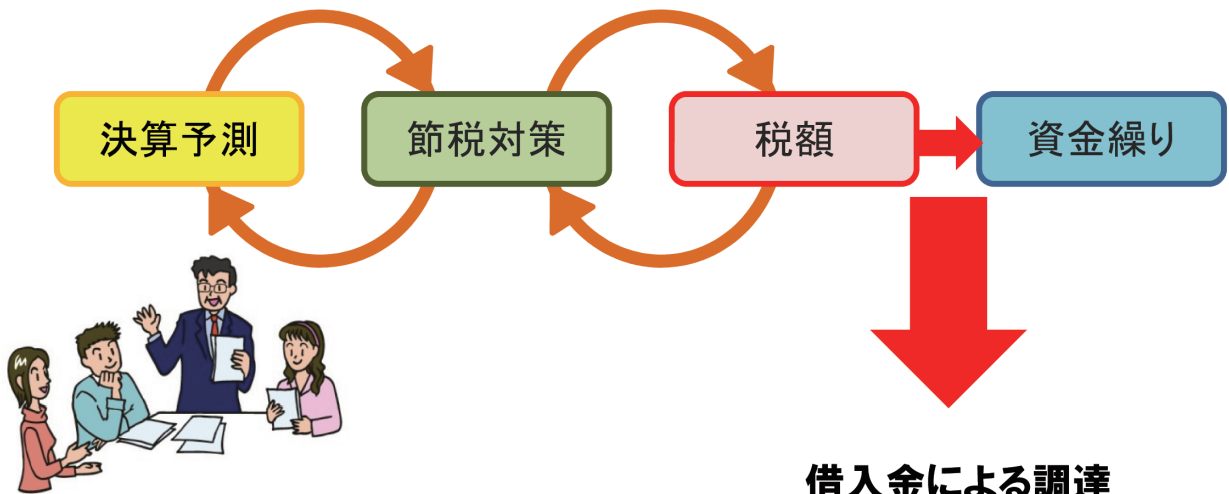 決算予測
節税対策
税額
資金繰り
借入金による調達